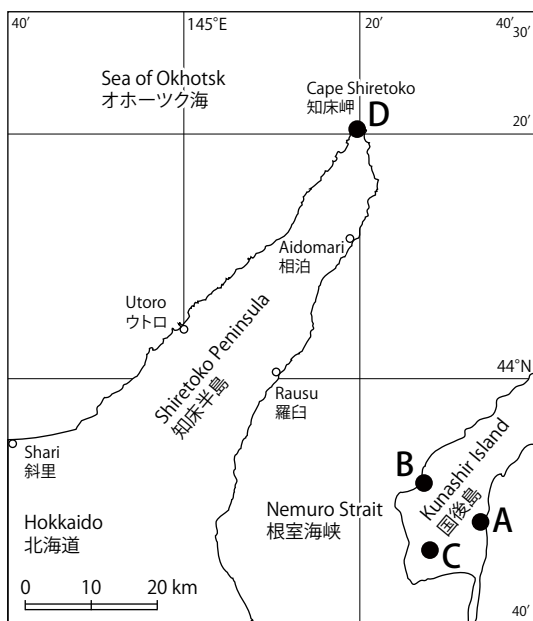 40′
145°E
20′
40′
30′
Sea of Okhotsk
オホーツク海
Cape Shiretoko
知床岬
D
20′
Aidomari
相泊
Utoro
ウトロ
Shiretoko Peninsula
知床半島
44°N
Rausu
羅臼
Shari
斜里
B
Kunashir Island
国後島
A
Nemuro Strait
根室海峡
C
Hokkaido
北海道
0 10 20 km
40′